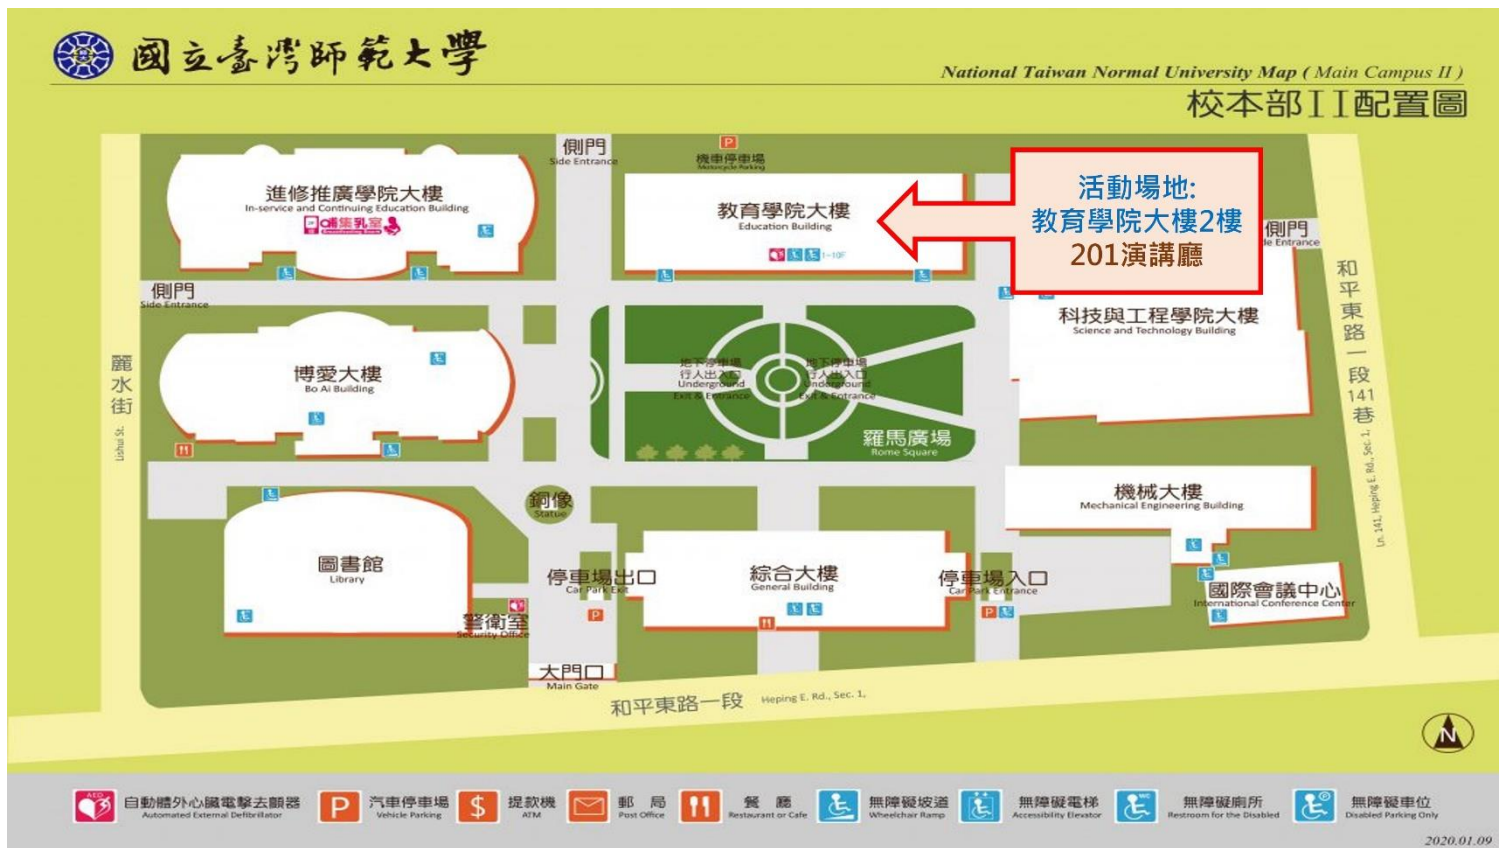 國立臺灣師範大學
National Taiwan Normal University Map ( Main Campus II )
校本部II配置圖
側門
Side Entrance
P
機車停車場
Motorcycle Parking
進修推廣學院大樓
In-service and Continuing Education Building
哺集乳室
Breastfeeding Room
教育學院大樓
Education Building
1~10F
活動場地:
教育學院大樓2樓
201演講廳
側門
Side Entrance
側門
de Entrance
和平東路一段141巷
Ln. 141, Heping E. Rd., Sec. 1,
科技與工程學院大樓
Science and Technology Building
麗水街
Lishui St.
博愛大樓
Bo Ai Building
地下停車場
行人出入口
Underground
Exit & Entrance
地下停車場
行人出入口
Underground
Exit & Entrance
羅馬廣場
Rome Square
銅像
Statue
機械大樓
Mechanical Engineering Building
圖書館
Library
停車場出口
Car Park Exit
P
綜合大樓
General Building
停車場入口
Car Park Entrance
P
國際會議中心
International Conference Center
警衛室
Security Office
大門口
Main Gate
和平東路一段 Heping E. Rd., Sec. 1,
N
AED
自動體外心臟電擊去顫器
Automated External Defibrillator
P
汽車停車場
Vehicle Parking
$
提款機
ATM
郵局
Post Office
餐廳
Restaurant or Cafe
無障礙坡道
Wheelchair Ramp
無障礙電梯
Accessibility Elevator
WC
無障礙廁所
Restroom for the Disabled
P
無障礙車位
Disabled Parking Only
2020.01.09